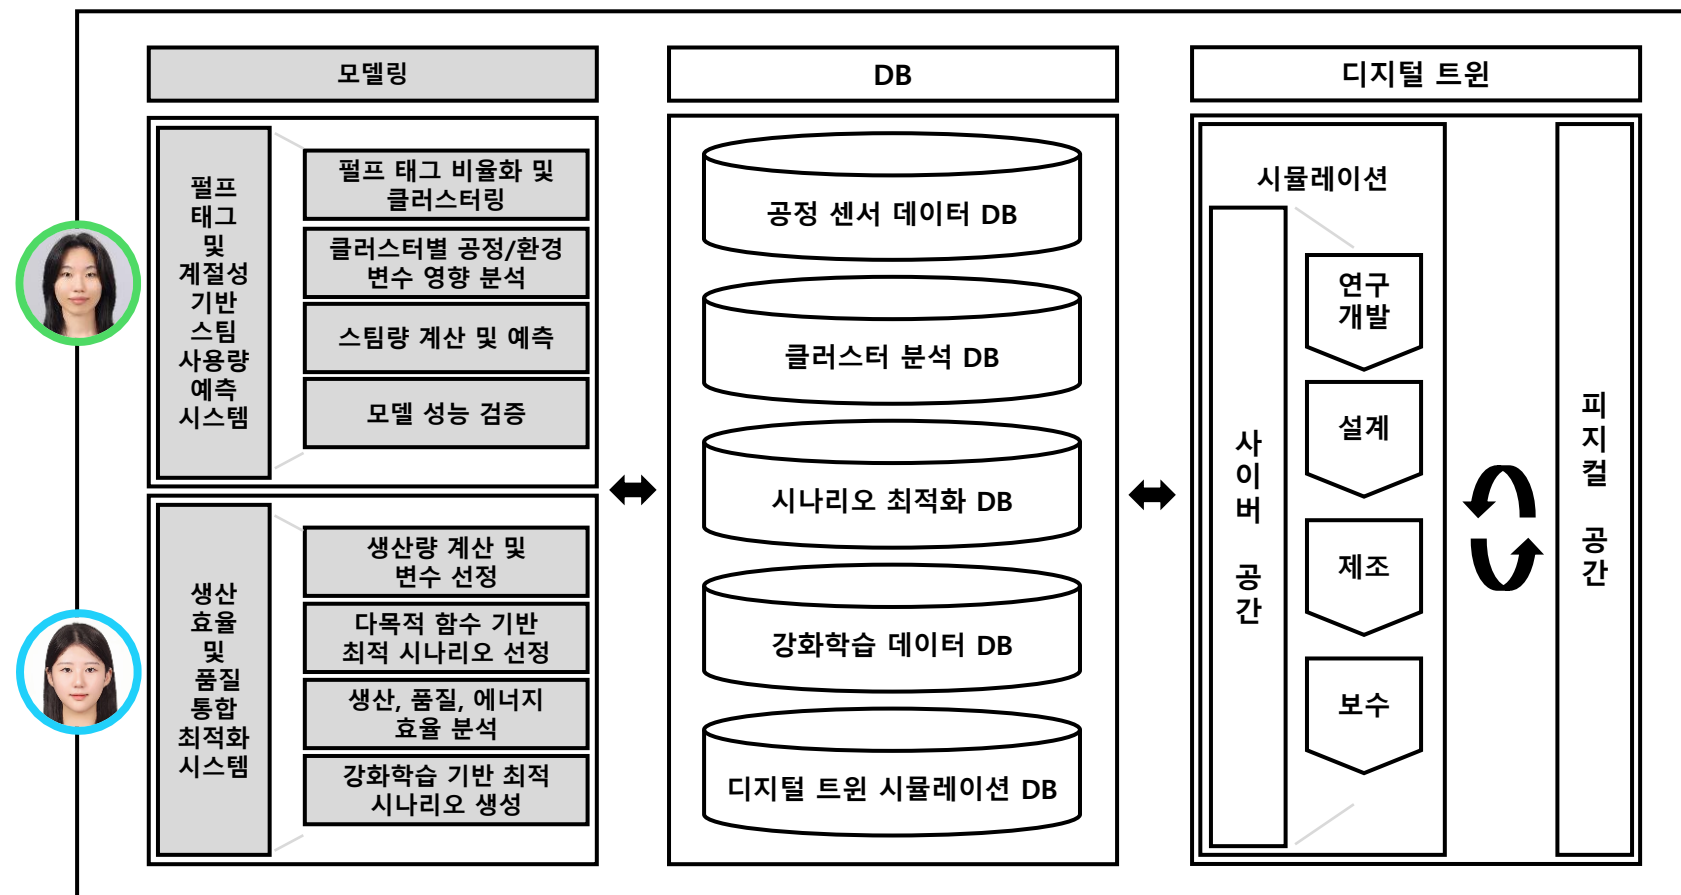 모델링
펄프
태그
및
계절성
기반
스팀
사용량
예측
시스템
펄프 태그 비율화 및
클러스터링
클러스터별 공정/환경
변수 영향 분석
스팀량 계산 및 예측
모델 성능 검증
생산
효율
및
품질
통합
최적화
시스템
생산량 계산 및
변수 선정
다목적 함수 기반
최적 시나리오 선정
생산, 품질, 에너지
효율 분석
강화학습 기반 최적
시나리오 생성
DB
공정 센서 데이터 DB
클러스터 분석 DB
시나리오 최적화 DB
강화학습 데이터 DB
디지털 트윈 시뮬레이션 DB
디지털 트윈
시뮬레이션
사이버 공간
연구
개발
설계
제조
보수
피지컬 공간